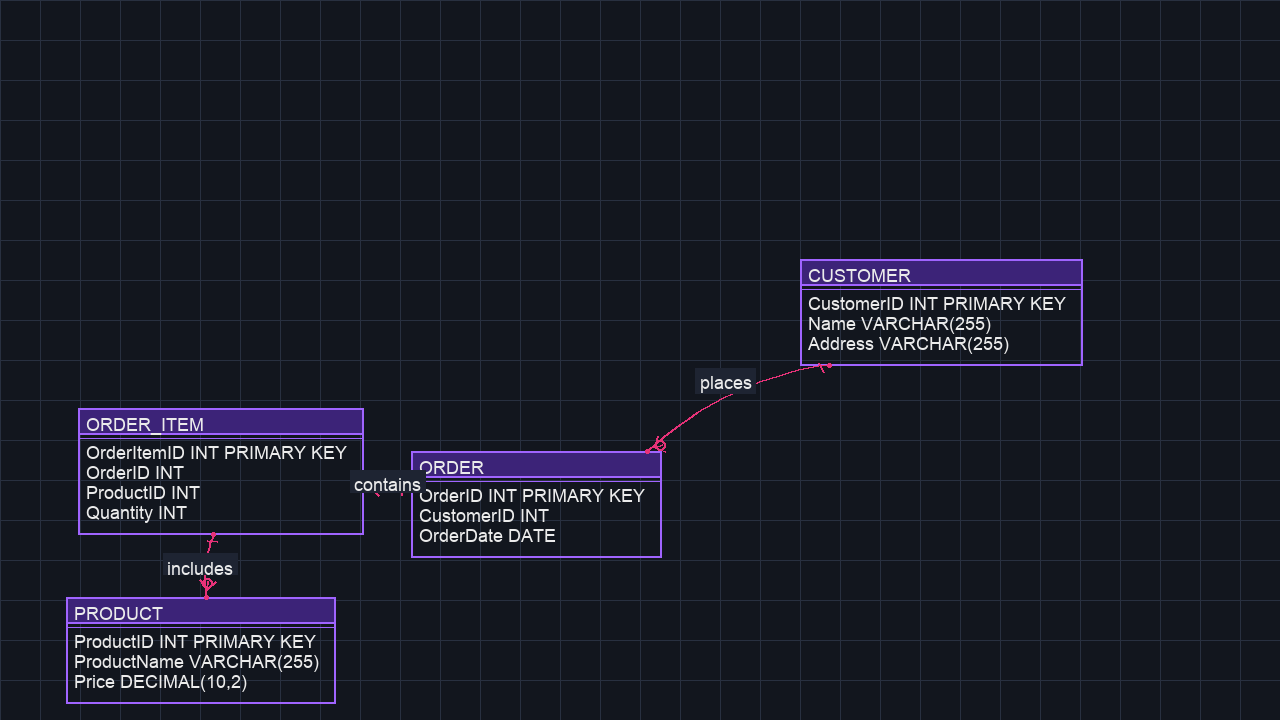 CUSTOMER
CustomerID INT PRIMARY KEY
Name VARCHAR(255)
Address VARCHAR(255)
places
ORDER_ITEM
OrderItemID INT PRIMARY KEY
OrderID INT
ProductID INT
Quantity INT
contains
ORDER
OrderID INT PRIMARY KEY
CustomerID INT
OrderDate DATE
includes
PRODUCT
ProductID INT PRIMARY KEY
ProductName VARCHAR(255)
Price DECIMAL(10,2)